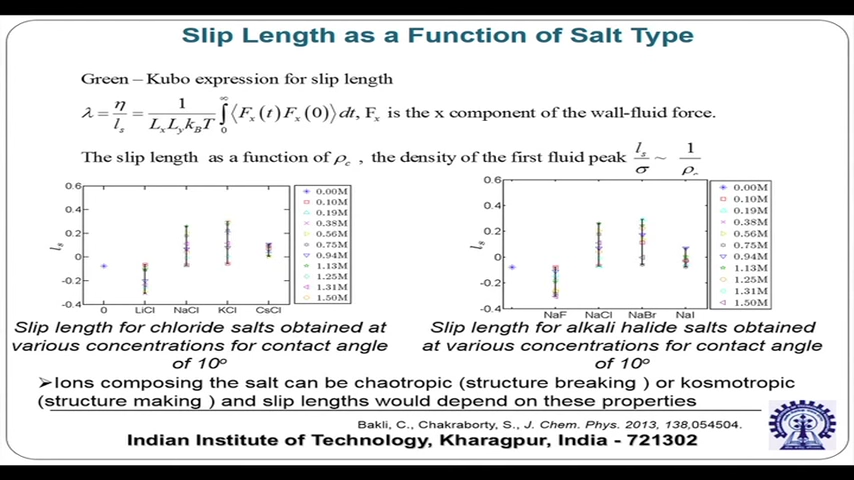 Slip Length as a Function of Salt Type
Green – Kubo expression for slip length
λ = η / l_s = 1 / (L_x L_y k_B T) ∫_0^∞ ⟨F_x (t) F_x (0)⟩ dt, F_x is the x component of the wall-fluid force.
The slip length as a function of ρ_c , the density of the first fluid peak l_s / σ ~ 1 / ρ_c
0.6
0.4
0.2
0
-0.2
-0.4
l_s
0 LiCl NaCl KCl CsCl
0.00M
0.10M
0.19M
0.38M
0.56M
0.75M
0.94M
1.13M
1.25M
1.31M
1.50M
0.6
0.4
0.2
0
-0.2
-0.4
l_s
NaF NaCl NaBr NaI
0.00M
0.10M
0.19M
0.38M
0.56M
0.75M
0.94M
1.13M
1.25M
1.31M
1.50M
Slip length for chloride salts obtained at
various concentrations for contact angle
of 10°
Slip length for alkali halide salts obtained
at various concentrations for contact angle
of 10°
➢Ions composing the salt can be chaotropic (structure breaking ) or kosmotropic
(structure making ) and slip lengths would depend on these properties
Bakli, C., Chakraborty, S., J. Chem. Phys. 2013, 138,054504.
Indian Institute of Technology, Kharagpur, India - 721302